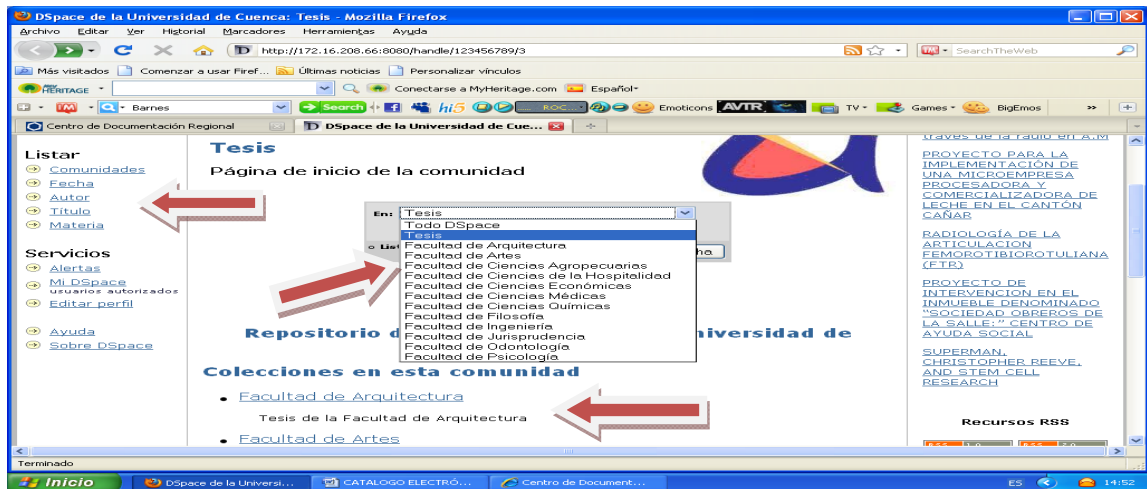 DSpace de la Universidad de Cuenca: Tesis - Mozilla Firefox
Archivo Editar Ver Historial Marcadores Herramientas Ayuda
http://172.16.208.66:8080/handle/123456789/3
SearchTheWeb
Más visitados Comenzar a usar Firef... Últimas noticias Personalizar vínculos
HERITAGE Conectarse a MyHeritage.com Español
Barnes Search hi5 ROC Emoticons AVTR TV Games BigEmos
Centro de Documentación Regional DSpace de la Universidad de Cue...
Listar
Comunidades
Fecha
Autor
Título
Materia
Servicios
Alertas
Mi DSpace
usuarios autorizados
Editar perfil
Ayuda
Sobre DSpace
Tesis
Página de inicio de la comunidad
En: Tesis
Todo DSpace
Tesis
Facultad de Arquitectura
Facultad de Artes
Facultad de Ciencias Agropecuarias
Facultad de Ciencias de la Hospitalidad
Facultad de Ciencias Económicas
Facultad de Ciencias Médicas
Facultad de Ciencias Químicas
Facultad de Filosofía
Facultad de Ingeniería
Facultad de Jurisprudencia
Facultad de Odontología
Facultad de Psicología
Repositorio d niversidad de
Colecciones en esta comunidad
Facultad de Arquitectura
Tesis de la Facultad de Arquitectura
Facultad de Artes
través de la radio en A.M
PROYECTO PARA LA
IMPLEMENTACIÓN DE
UNA MICROEMPRESA
PROCESADORA Y
COMERCIALIZADORA DE
LECHE EN EL CANTÓN
CAÑAR
RADIOLOGÍA DE LA
ARTICULACION
FEMOROTIBIOROTULIANA
(FTR)
PROYECTO DE
INTERVENCION EN EL
INMUEBLE DENOMINADO
"SOCIEDAD OBREROS DE
LA SALLE:" CENTRO DE
AYUDA SOCIAL
SUPERMAN,
CHRISTOPHER REEVE,
AND STEM CELL
RESEARCH
Recursos RSS
Terminado
Inicio DSpace de la Universi... CATALOGO ELECTRÓ... Centro de Document... ES 14:52